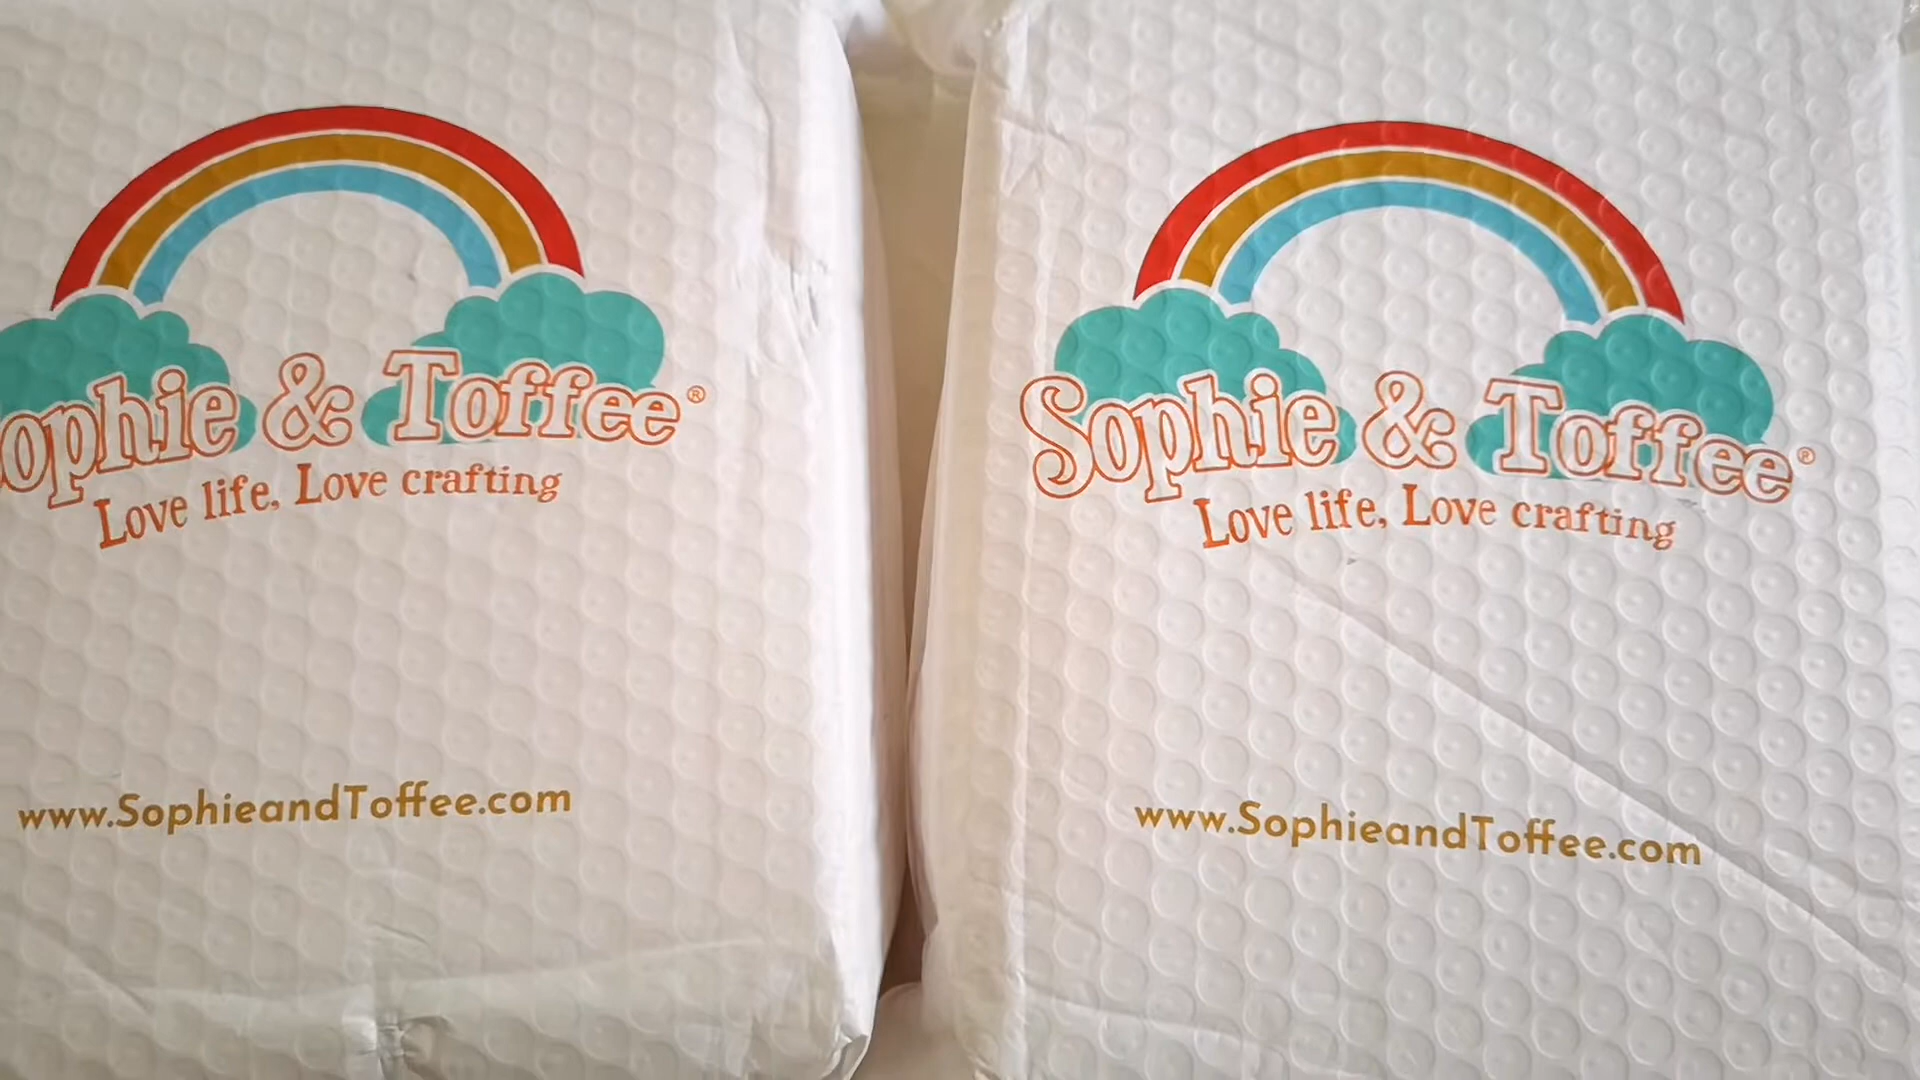 ophie & Toffee®
Love life, Love crafting
www.SophieandToffee.com
Sophie & Toffee®
Love life, Love crafting
www.SophieandToffee.com